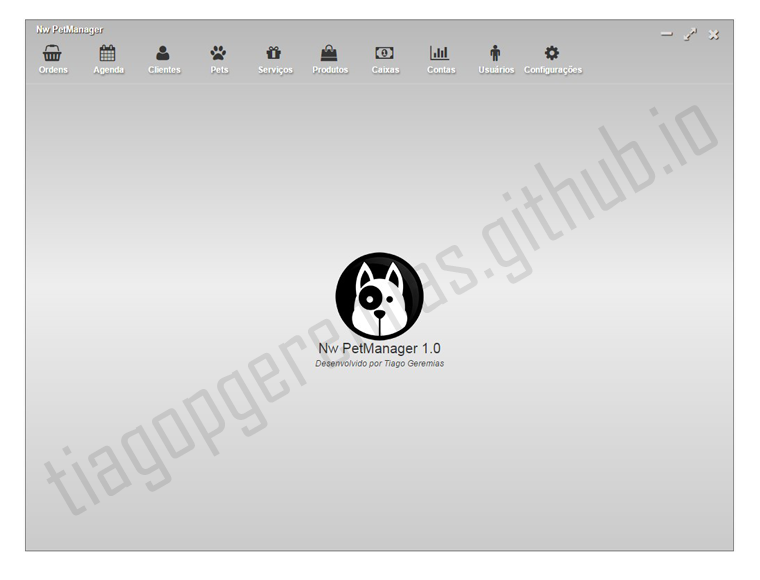 Nw PetManager
Ordens Agenda Clientes Pets Serviços Produtos Caixas Contas Usuários Configurações
tiagopgeremias.github.io
Nw PetManager 1.0
Desenvolvido por Tiago Geremias